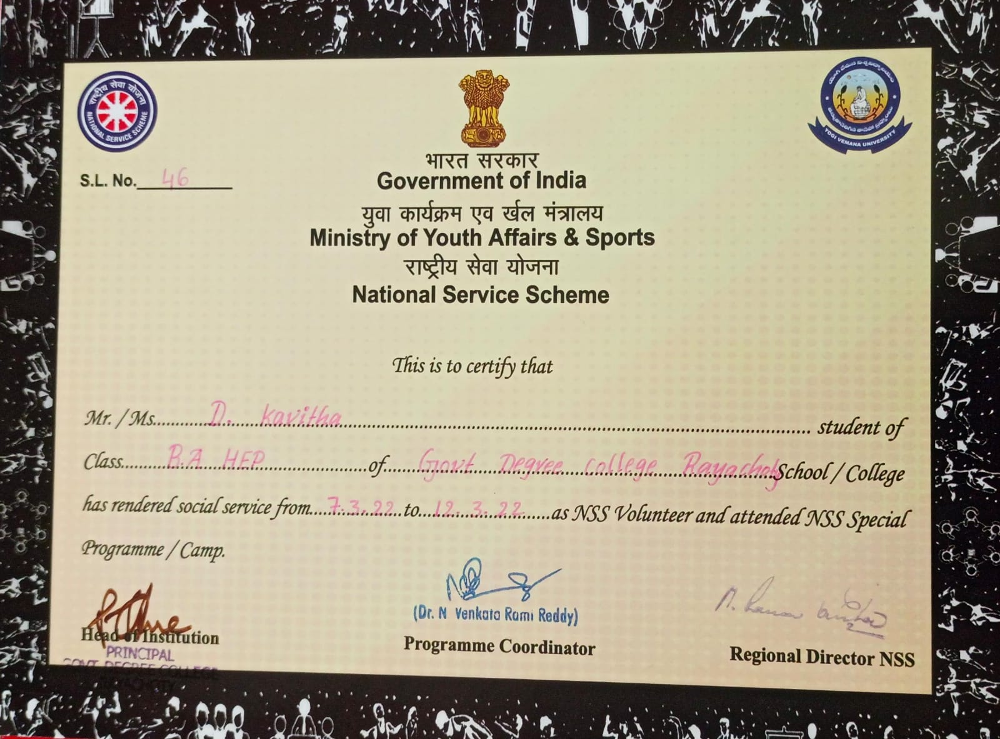 राष्ट्रीय सेवा योजना
NATIONAL SERVICE SCHEME
YOGI VEMANA UNIVERSITY
S.L. No. 46
भारत सरकार
Government of India
युवा कार्यक्रम एव र्खल मंत्रालय
Ministry of Youth Affairs & Sports
राष्ट्रीय सेवा योजना
National Service Scheme
This is to certify that
Mr. / Ms. D. Kavitha student of
Class B.A HEP of Govt Degree College Rayachoty School / College
has rendered social service from 7.3.22 to 12.3.22 as NSS Volunteer and attended NSS Special
Programme / Camp.
(Dr. N Venkata Rami Reddy)
Head of Institution
Programme Coordinator
Regional Director NSS
PRINCIPAL
GOVT. DEGREE COLLEGE